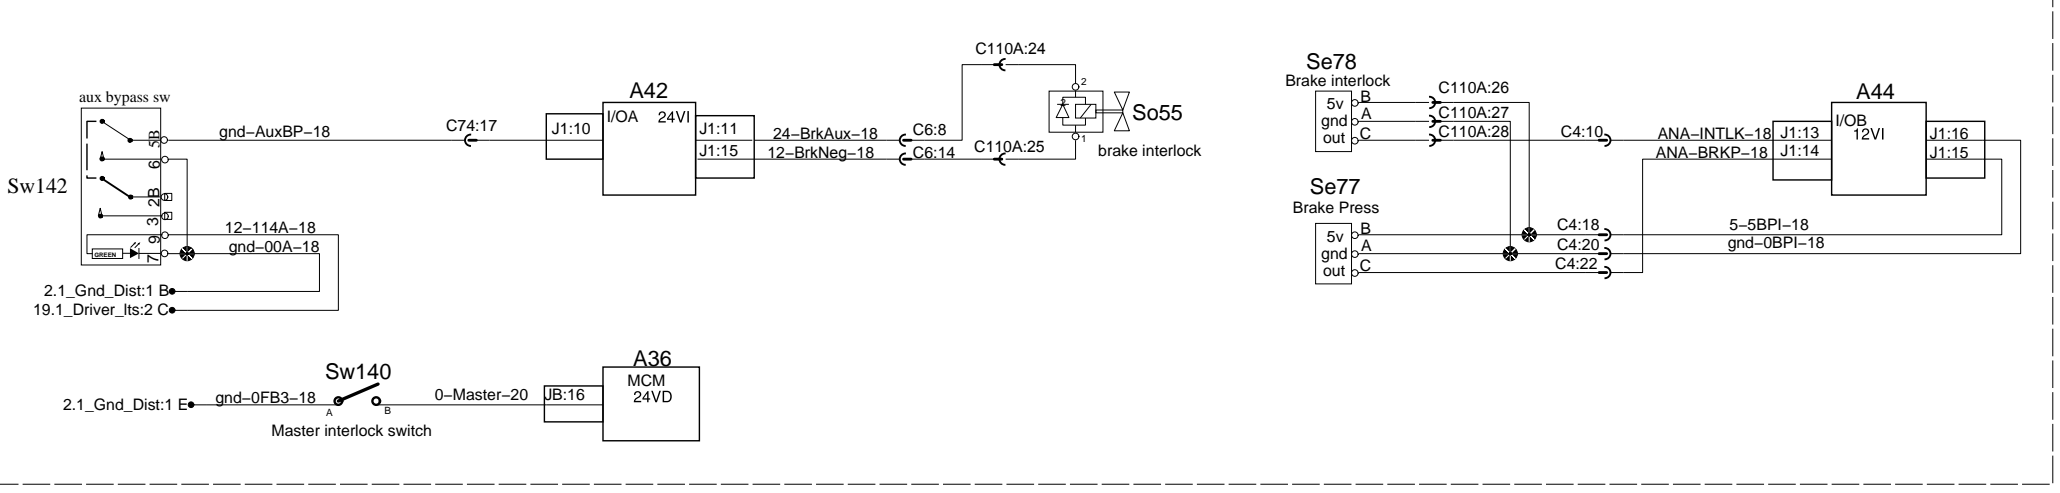 aux bypass sw
Sw142
5B
6
2B
3
9
7
GREEN
gnd–AuxBP–18
C74:17
12–114A–18
gnd–00A–18
2.1_Gnd_Dist:1 B
19.1_Driver_lts:2 C
A42
I/OA 24VI
J1:10
J1:11
J1:15
24–BrkAux–18
12–BrkNeg–18
C6:8
C6:14
C110A:24
C110A:25
2
1
So55
brake interlock
Se78
Brake interlock
5v B
gnd A
out C
C110A:26
C110A:27
C110A:28
C4:10
ANA–INTLK–18
ANA–BRKP–18
A44
I/OB
12VI
J1:13
J1:14
J1:16
J1:15
Se77
Brake Press
5v B
gnd A
out C
C4:18
C4:20
C4:22
5–5BPI–18
gnd–0BPI–18
2.1_Gnd_Dist:1 E
gnd–0FB3–18
Sw140
A
B
Master interlock switch
0–Master–20
JB:16
A36
MCM
24VD